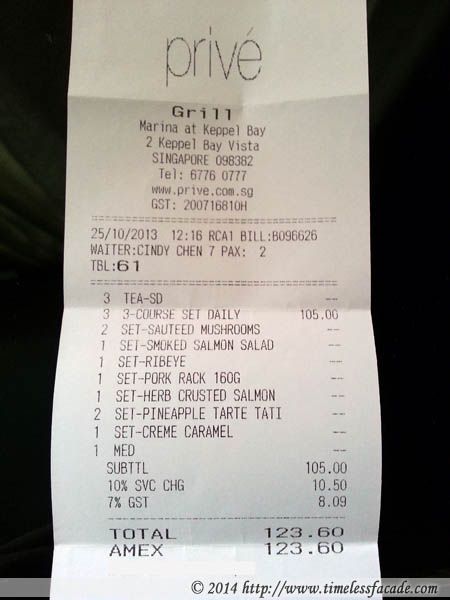 privé
Grill
Marina at Keppel Bay
2 Keppel Bay Vista
SINGAPORE 098382
Tel: 6776 0777
www.prive.com.sg
GST: 200716810H
25/10/2013 12:16 RCA1 BILL:B096626
WAITER:CINDY CHEN 7 PAX: 2
TBL:61
3 TEA-SD --
3 3-COURSE SET DAILY 105.00
2 SET-SAUTEED MUSHROOMS --
1 SET-SMOKED SALMON SALAD --
1 SET-RIBEYE --
1 SET-PORK RACK 160G --
1 SET-HERB CRUSTED SALMON --
2 SET-PINEAPPLE TARTE TATI --
1 SET-CREME CARAMEL --
1 MED --
SUBTTL 105.00
10% SVC CHG 10.50
7% GST 8.09
TOTAL 123.60
AMEX 123.60
© 2014 http://www.timelessfacade.com